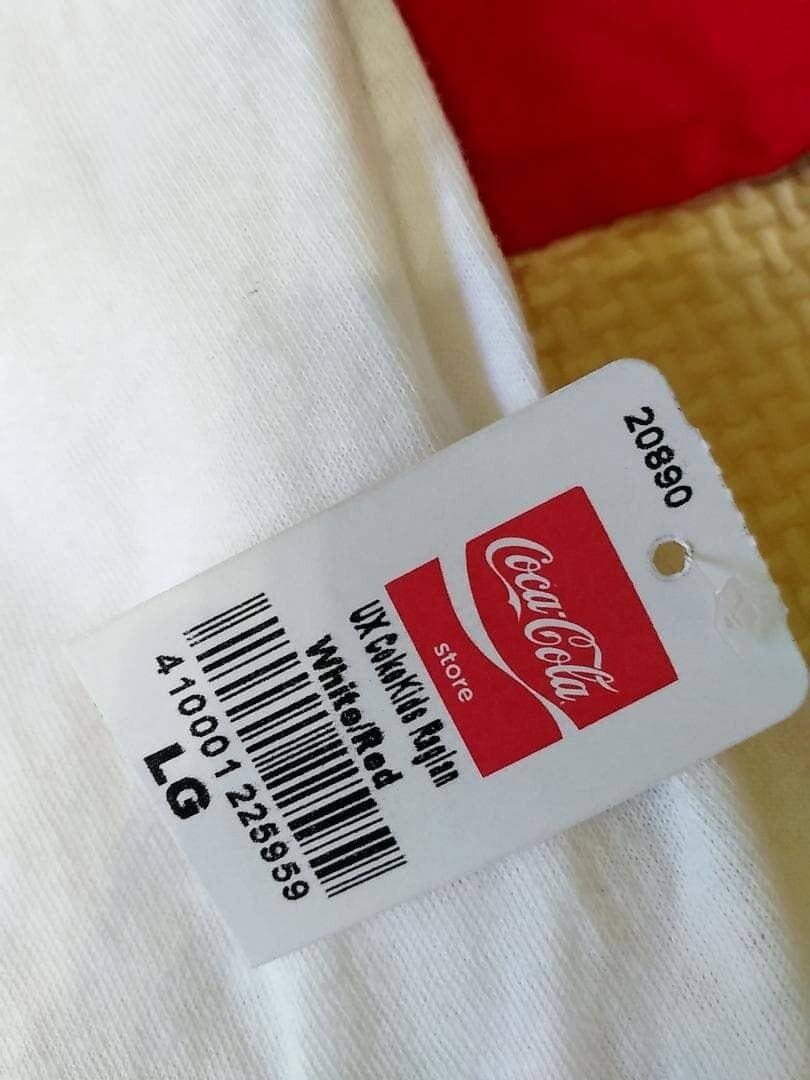 20890
Coca-Cola
store
UX CokeKids Raglan
White/Red
4 10001 225959
LG